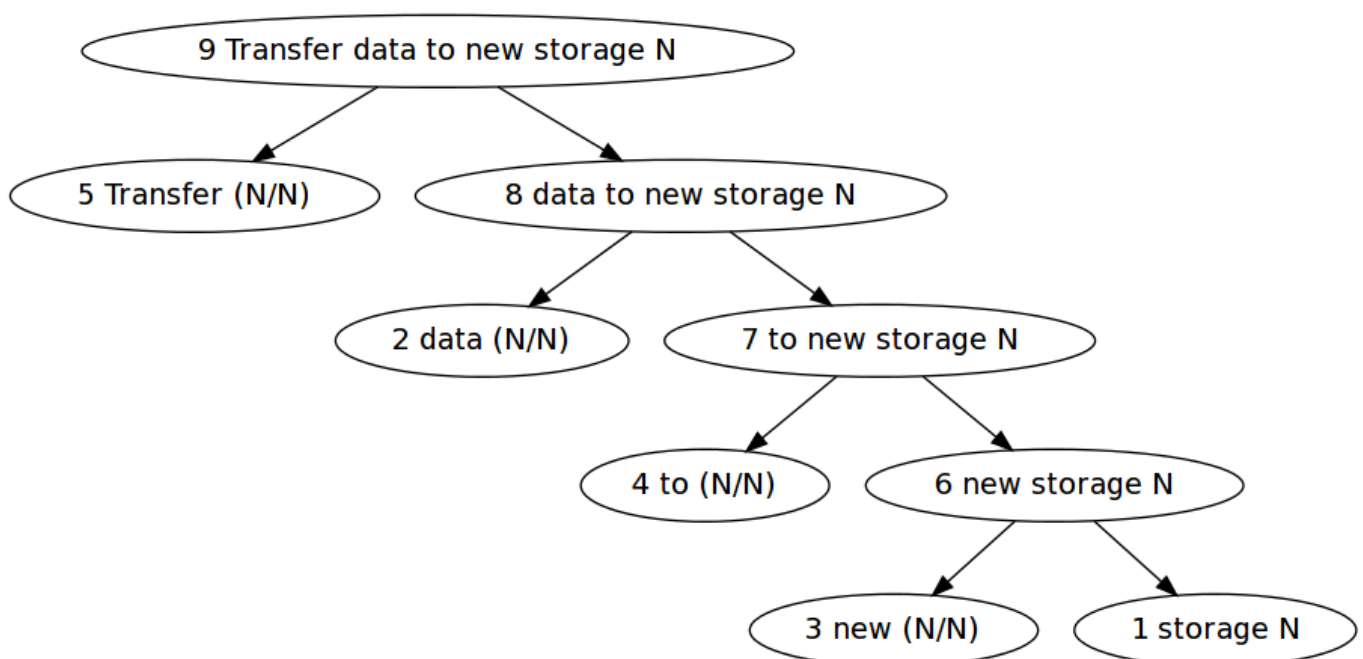 9 Transfer data to new storage N
5 Transfer (N/N)
8 data to new storage N
2 data (N/N)
7 to new storage N
4 to (N/N)
6 new storage N
3 new (N/N)
1 storage N